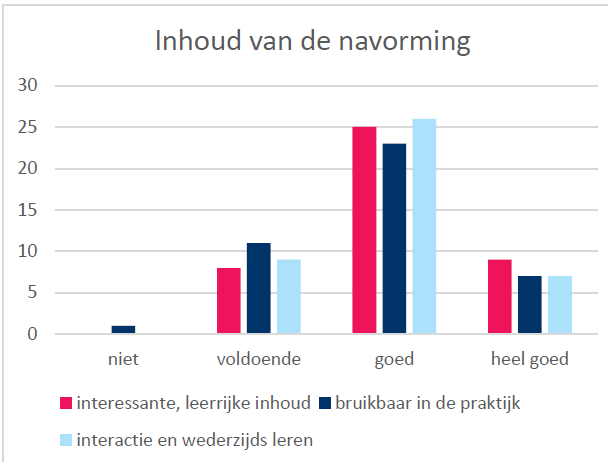 Inhoud van de navorming
30
25
20
15
10
5
0
niet voldoende goed heel goed
interessante, leerrijke inhoud bruikbaar in de praktijk
interactie en wederzijds leren